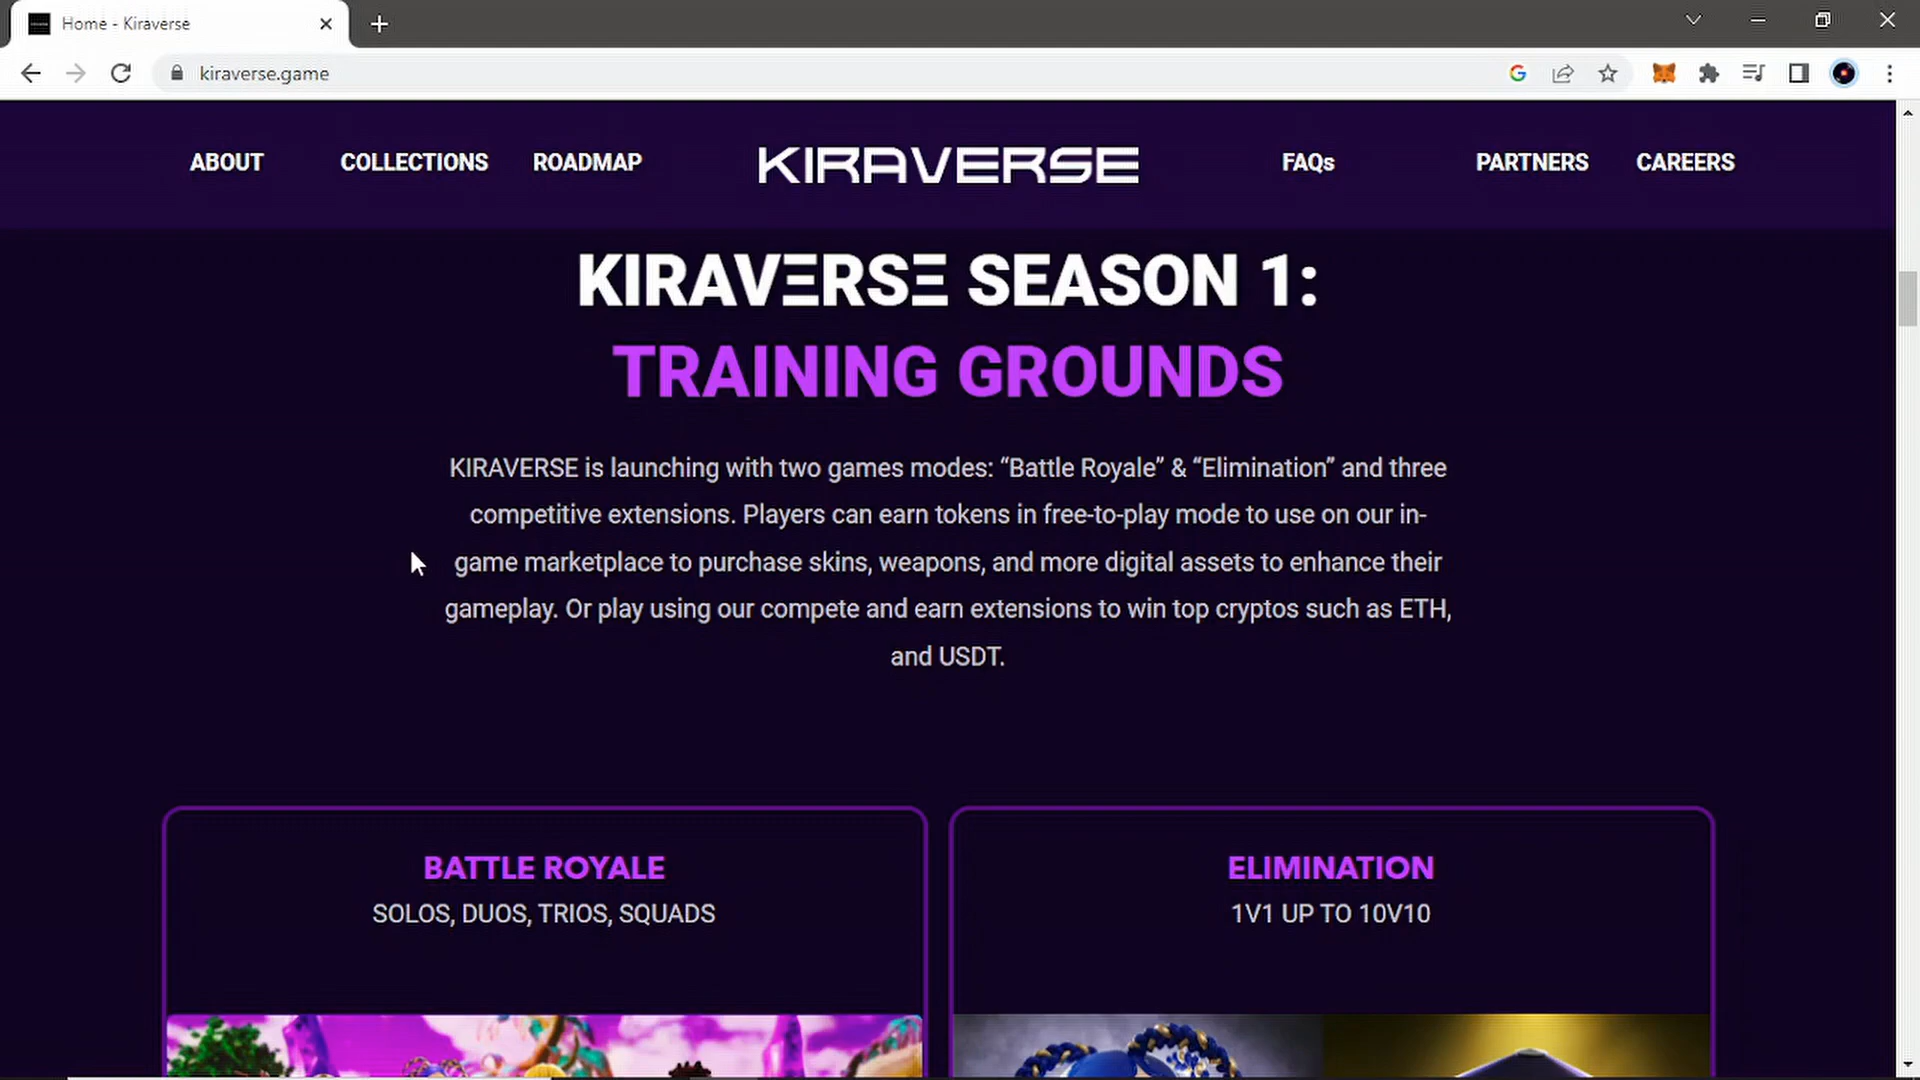 Home - Kiraverse
kiraverse.game
ABOUT COLLECTIONS ROADMAP KIRAVERSE FAQs PARTNERS CAREERS
KIRAVΞRSΞ SEASON 1:
TRAINING GROUNDS
KIRAVERSE is launching with two games modes: “Battle Royale” & “Elimination” and three
competitive extensions. Players can earn tokens in free-to-play mode to use on our in-
game marketplace to purchase skins, weapons, and more digital assets to enhance their
gameplay. Or play using our compete and earn extensions to win top cryptos such as ETH,
and USDT.
BATTLE ROYALE
SOLOS, DUOS, TRIOS, SQUADS
ELIMINATION
1V1 UP TO 10V10